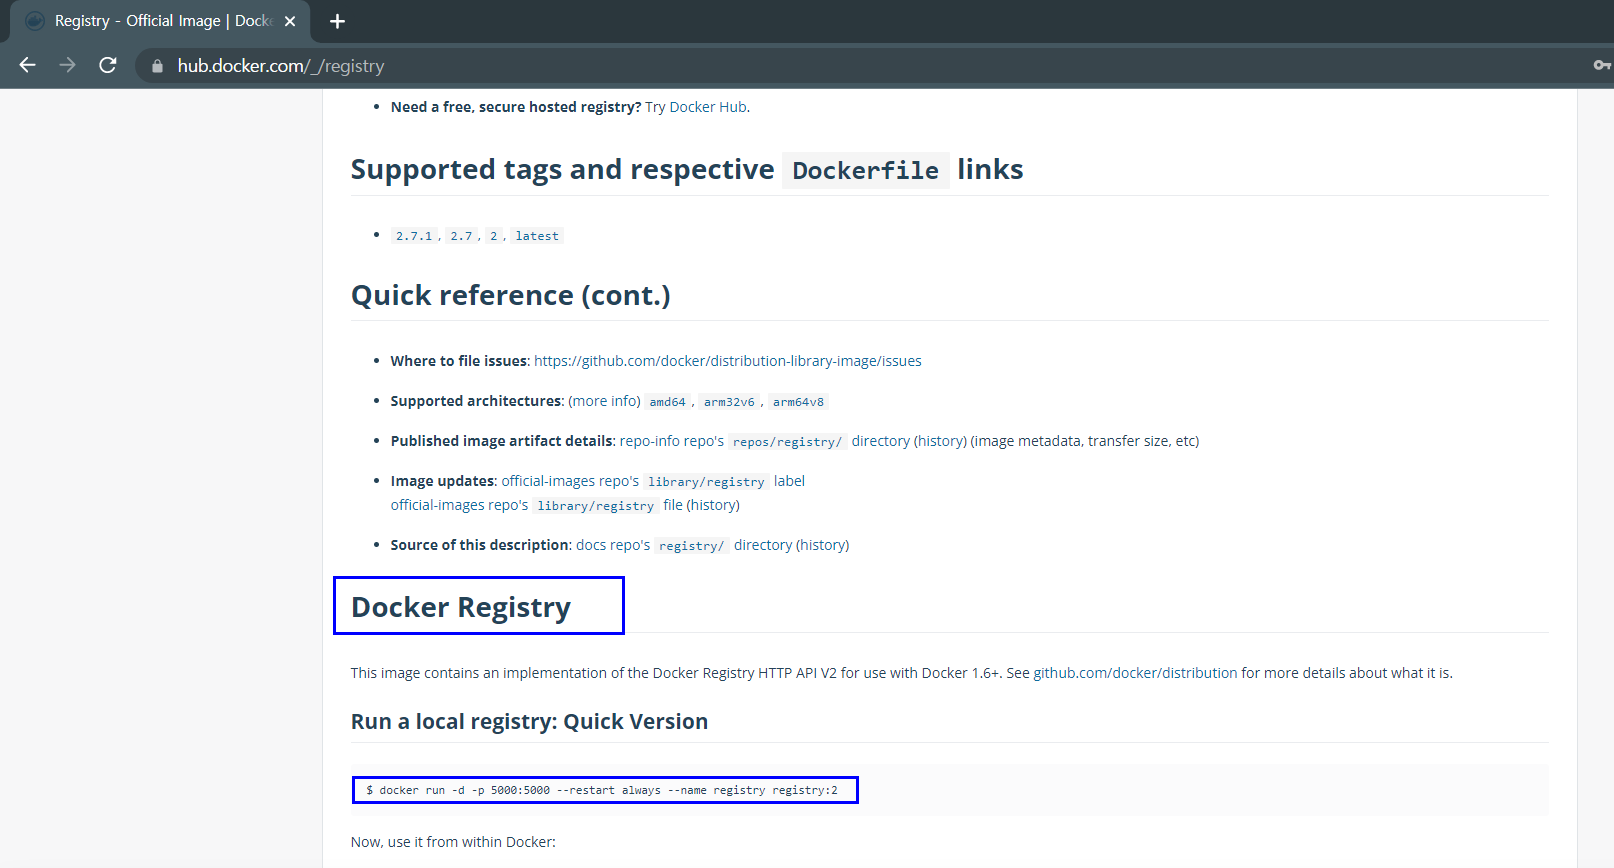 Registry - Official Image | Docke
hub.docker.com/_/registry
Need a free, secure hosted registry? Try Docker Hub.
Supported tags and respective Dockerfile links
2.7.1, 2.7, 2, latest
Quick reference (cont.)
Where to file issues: https://github.com/docker/distribution-library-image/issues
Supported architectures: (more info) amd64, arm32v6, arm64v8
Published image artifact details: repo-info repo's repos/registry/ directory (history) (image metadata, transfer size, etc)
Image updates: official-images repo's library/registry label
official-images repo's library/registry file (history)
Source of this description: docs repo's registry/ directory (history)
Docker Registry
This image contains an implementation of the Docker Registry HTTP API V2 for use with Docker 1.6+. See github.com/docker/distribution for more details about what it is.
Run a local registry: Quick Version
$ docker run -d -p 5000:5000 --restart always --name registry registry:2
Now, use it from within Docker: